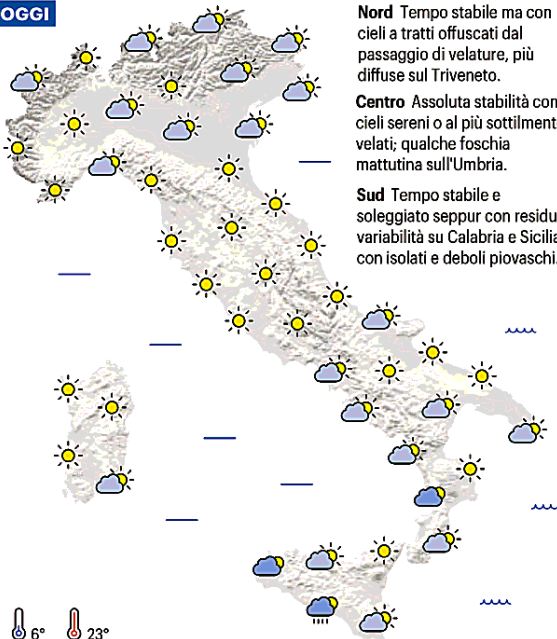 OGGI
Nord Tempo stabile ma con
cieli a tratti offuscati dal
passaggio di velature, più
diffuse sul Triveneto.
Centro Assoluta stabilità con
cieli sereni o al più sottilment
velati; qualche foschia
mattutina sull'Umbria.
Sud Tempo stabile e
soleggiato seppur con residu
variabilità su Calabria e Sicilia
con isolati e deboli piovaschi.
6° 23°